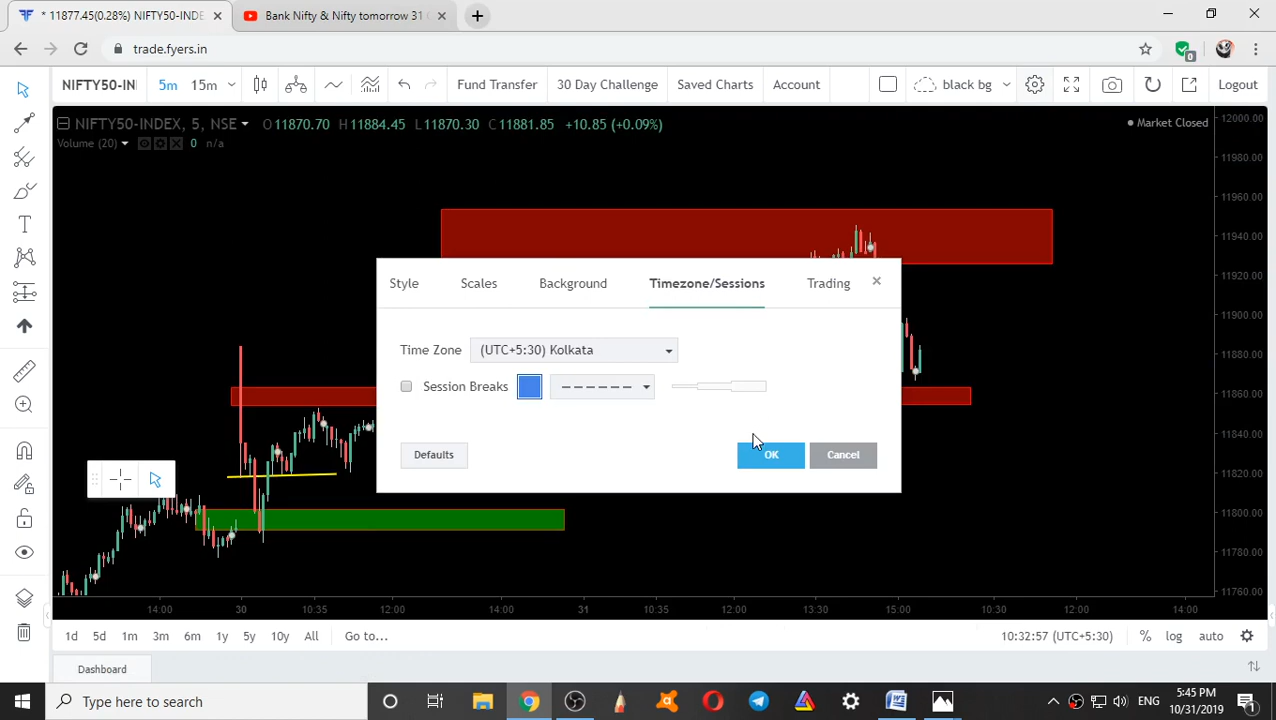 * 11877.45(0.28%) NIFTY50-INDE
Bank Nifty & Nifty tomorrow 31 O
trade.fyers.in
0
NIFTY50-IN
5m
15m
Fund Transfer
30 Day Challenge
Saved Charts
Account
black bg
Logout
NIFTY50-INDEX, 5, NSE
O11870.70 H11884.45 L11870.30 C11881.85 +10.85 (+0.09%)
Market Closed
Volume (20)
0 n/a
12000.00
11980.00
11960.00
11940.00
11920.00
11900.00
11880.00
11860.00
11840.00
11820.00
11800.00
11780.00
11760.00
Style
Scales
Background
Timezone/Sessions
Trading
Time Zone
(UTC+5:30) Kolkata
Session Breaks
Defaults
OK
Cancel
14:00 30 10:35 12:00 14:00 31 10:35 12:00 13:30 15:00 10:30 12:00 14:00
1d 5d 1m 3m 6m 1y 5y 10y All Go to...
10:32:57 (UTC+5:30)
% log auto
Dashboard
Type here to search
ENG
5:45 PM
10/31/2019
1